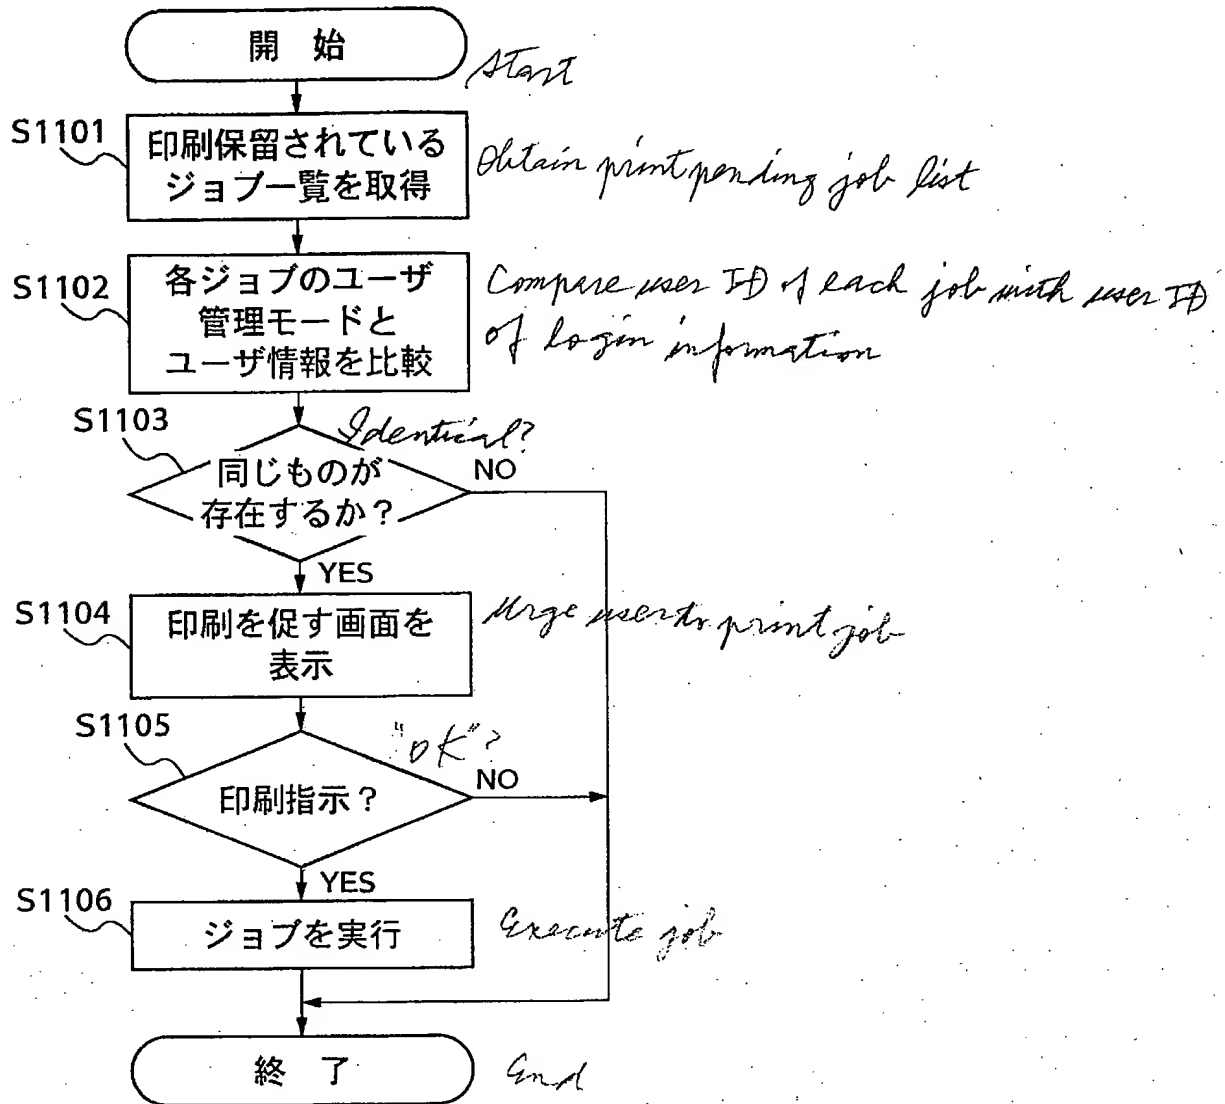 開 始
Start
S1101
印刷保留されている
ジョブ一覧を取得
Obtain print pending job list
S1102
各ジョブのユーザ
管理モードと
ユーザ情報を比較
Compare user ID of each job with user ID
of login information
S1103
Identical?
同じものが
存在するか？
NO
YES
S1104
印刷を促す画面を
表示
Urge user to print job
S1105
"OK"?
印刷指示？
NO
YES
S1106
ジョブを実行
Execute job
終 了
End